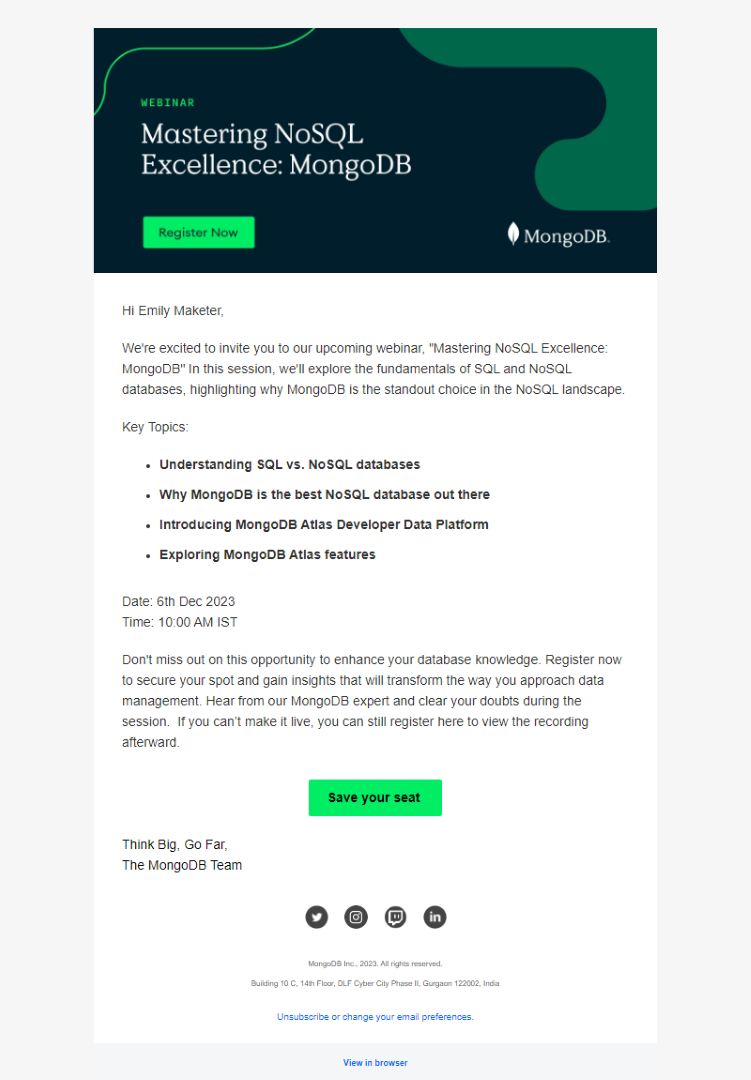 WEBINAR
Mastering NoSQL
Excellence: MongoDB
Register Now
MongoDB.
Hi Emily Maketer,
We're excited to invite you to our upcoming webinar, "Mastering NoSQL Excellence:
MongoDB" In this session, we'll explore the fundamentals of SQL and NoSQL
databases, highlighting why MongoDB is the standout choice in the NoSQL landscape.
Key Topics:
• Understanding SQL vs. NoSQL databases
• Why MongoDB is the best NoSQL database out there
• Introducing MongoDB Atlas Developer Data Platform
• Exploring MongoDB Atlas features
Date: 6th Dec 2023
Time: 10:00 AM IST
Don't miss out on this opportunity to enhance your database knowledge. Register now
to secure your spot and gain insights that will transform the way you approach data
management. Hear from our MongoDB expert and clear your doubts during the
session.  If you can't make it live, you can still register here to view the recording
afterward.
Save your seat
Think Big, Go Far,
The MongoDB Team
in
MongoDB Inc., 2023. All rights reserved.
Building 10 C, 14th Floor, DLF Cyber City Phase II, Gurgaon 122002, India
Unsubscribe or change your email preferences.
View in browser